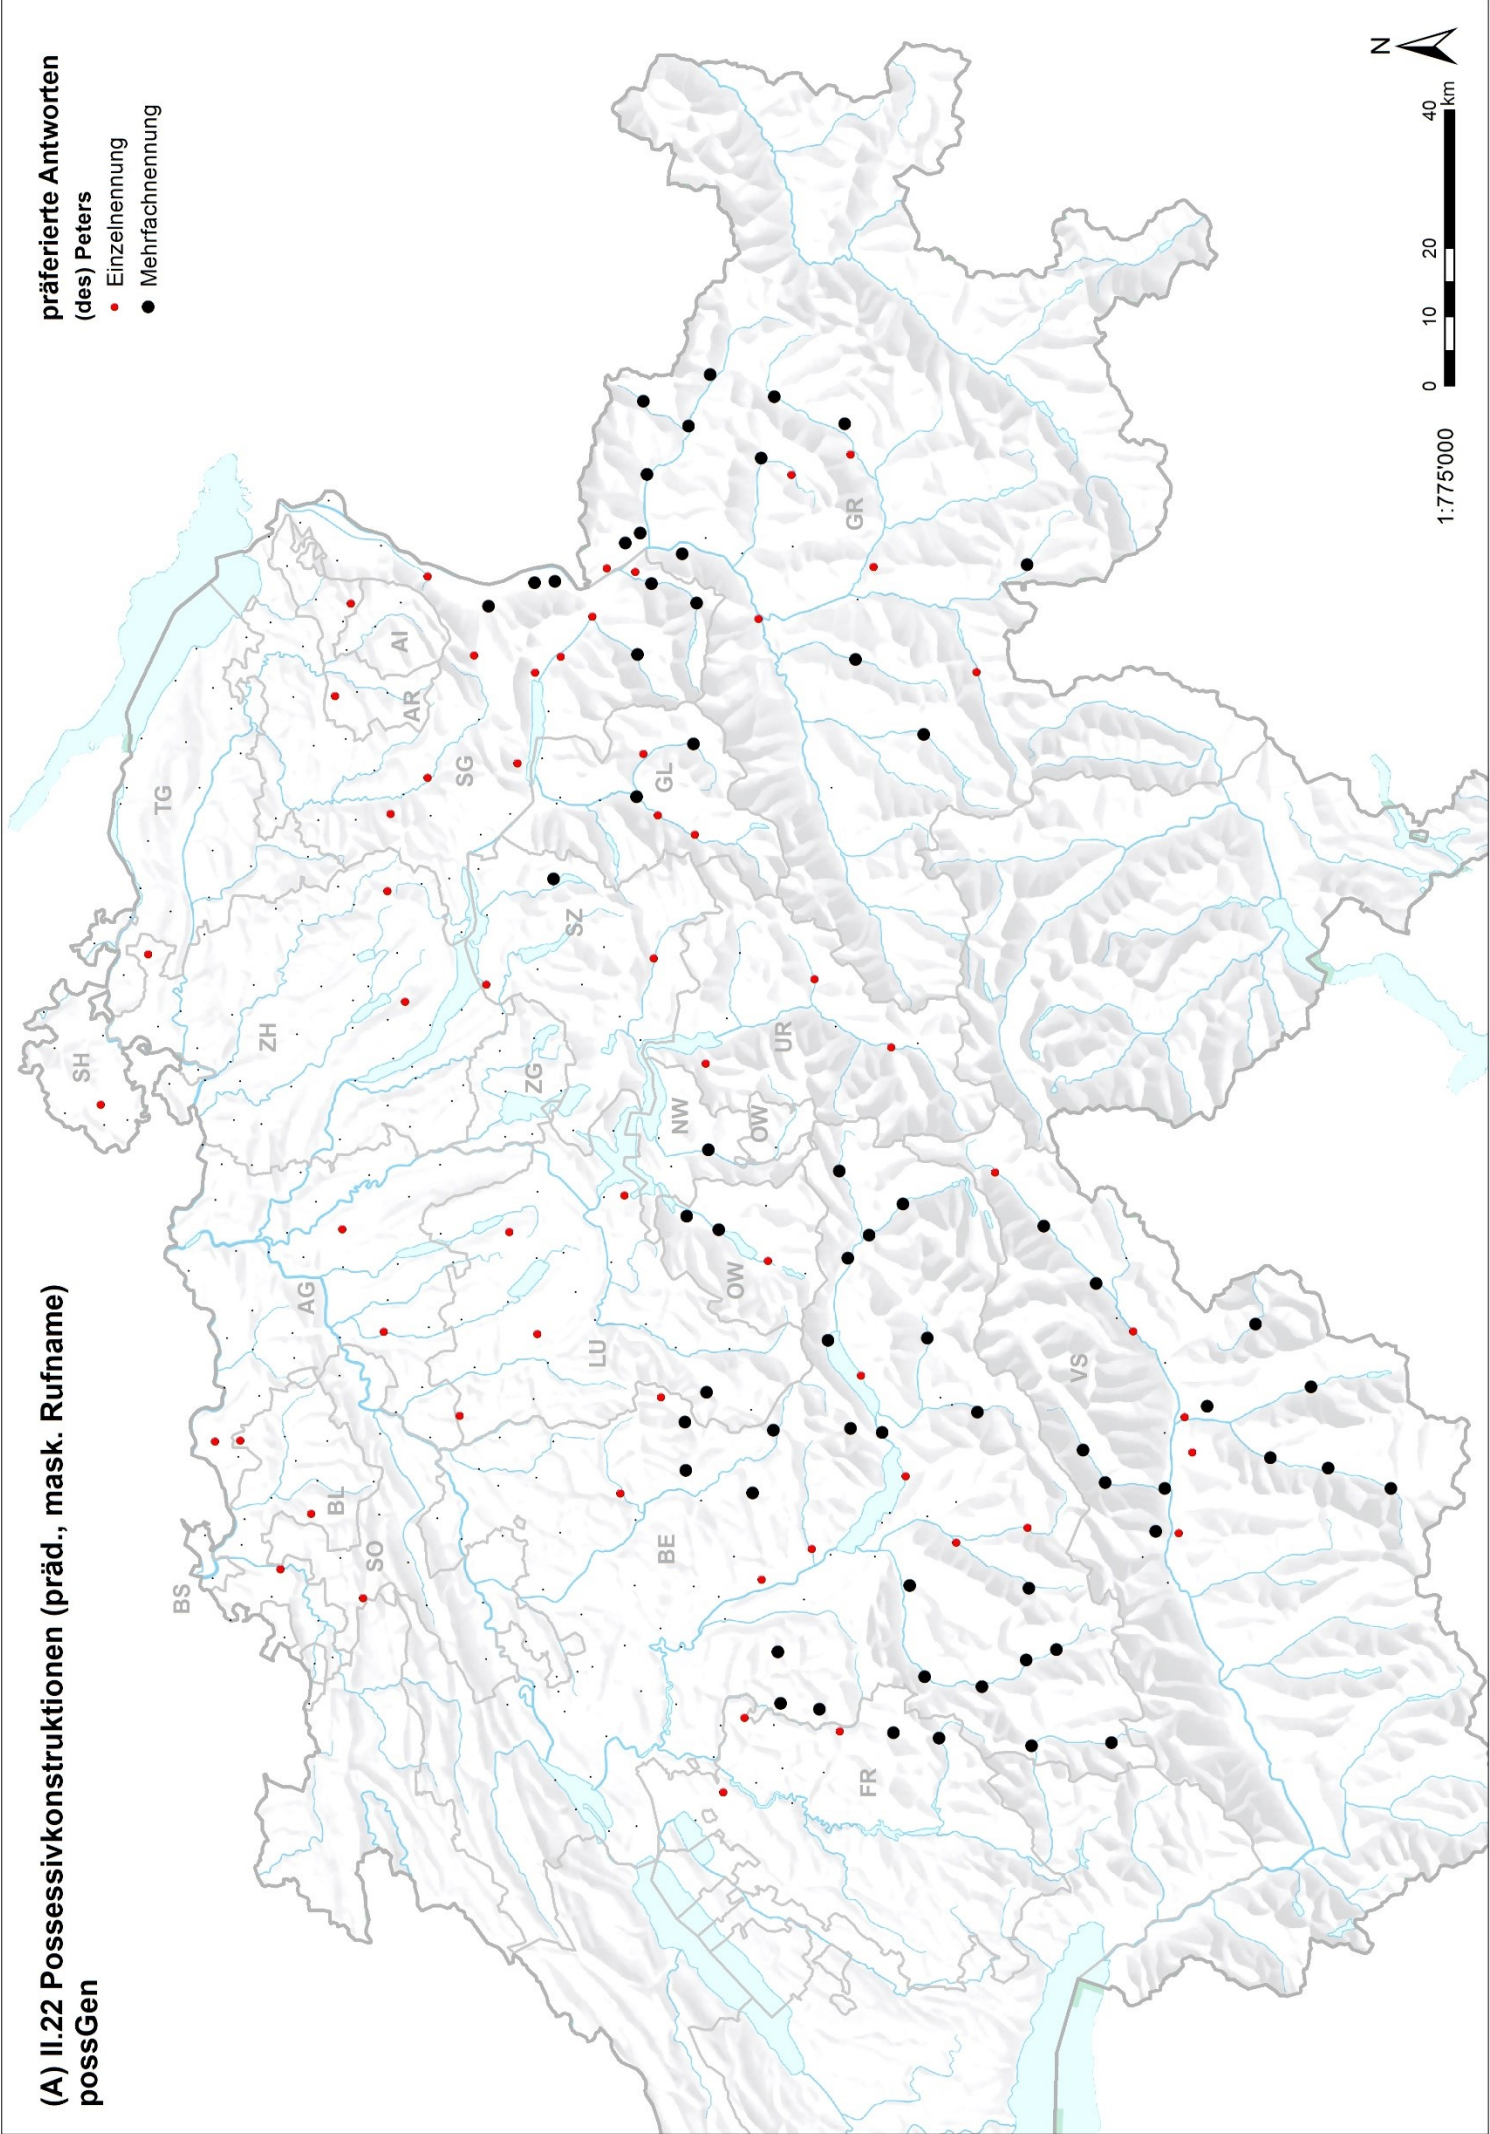 (A) II.22 Possessivkonstruktionen (präd., mask. Rufname)
possGen
präferierte Antworten
(des) Peters
Einzelnennung
Mehrfachnennung
SH
TG
BS
ZH
AG
BL
SO
AI
AR
SG
ZG
SZ
GL
LU
NW
OW
OW
UR
BE
GR
FR
VS
N
0 10 20 40 km
1:775'000